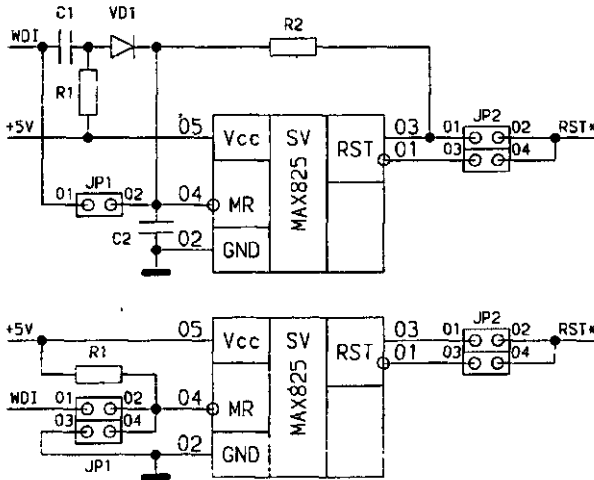 C1 VD1
WDI R2
R1
+5V 05 Vcc SV 03 01 JP2 02 RST*
RST 01 03 04
JP1
01 02 04 MR MAX825
C2 02 GND
+5V 05 Vcc SV 03 01 JP2 02 RST*
R1 RST 01 03 04
WDI 01 02 04 MR MAX825
03 04
JP1 02 GND